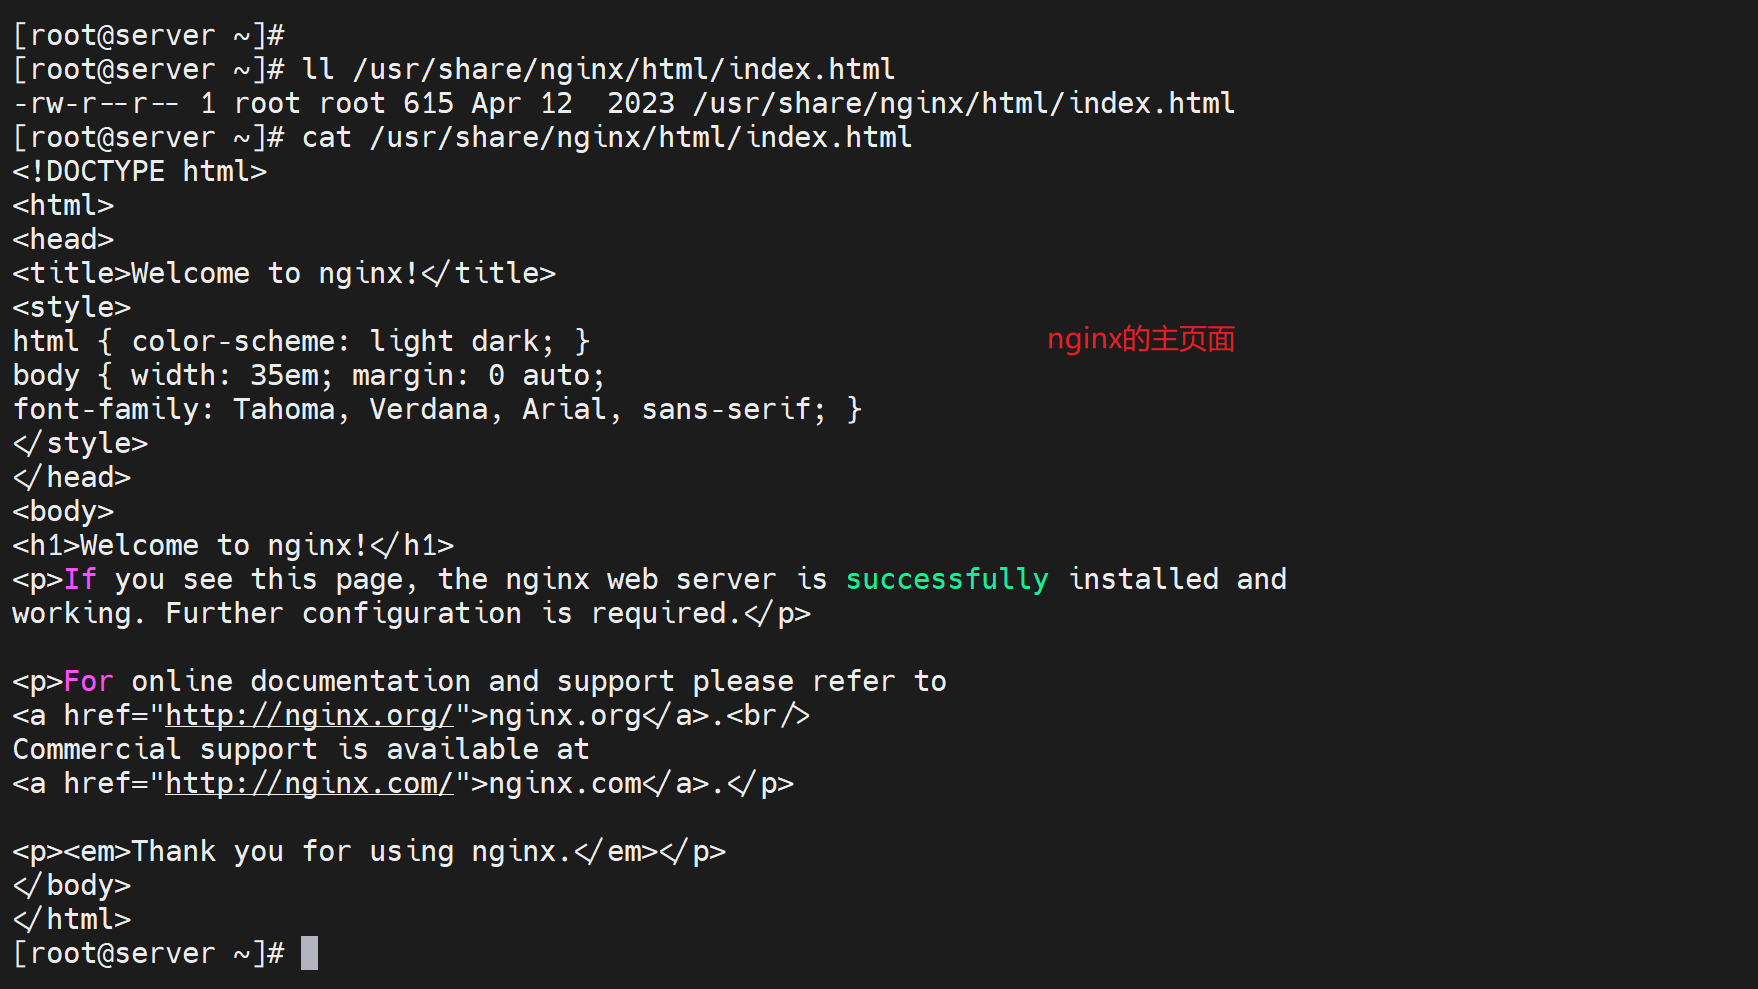 [root@server ~]#
[root@server ~]# ll /usr/share/nginx/html/index.html
-rw-r--r-- 1 root root 615 Apr 12  2023 /usr/share/nginx/html/index.html
[root@server ~]# cat /usr/share/nginx/html/index.html
<!DOCTYPE html>
<html>
<head>
<title>Welcome to nginx!</title>
<style>
html { color-scheme: light dark; }
nginx的主页面
body { width: 35em; margin: 0 auto;
font-family: Tahoma, Verdana, Arial, sans-serif; }
</style>
</head>
<body>
<h1>Welcome to nginx!</h1>
<p>If you see this page, the nginx web server is successfully installed and
working. Further configuration is required.</p>

<p>For online documentation and support please refer to
<a href="http://nginx.org/">nginx.org</a>.<br/>
Commercial support is available at
<a href="http://nginx.com/">nginx.com</a>.</p>

<p><em>Thank you for using nginx.</em></p>
</body>
</html>
[root@server ~]#